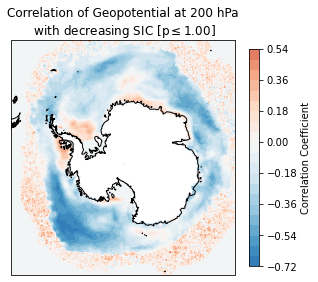 Correlation of Geopotential at 200 hPa
with decreasing SIC [p ≤ 1.00]
0.54
0.36
0.18
0.00
−0.18
−0.36
−0.54
−0.72
Correlation Coefficient